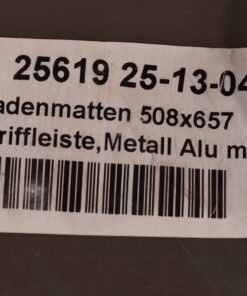 25619 25-13-04
adenmatten 508x657
riffleiste,Metall Alu m